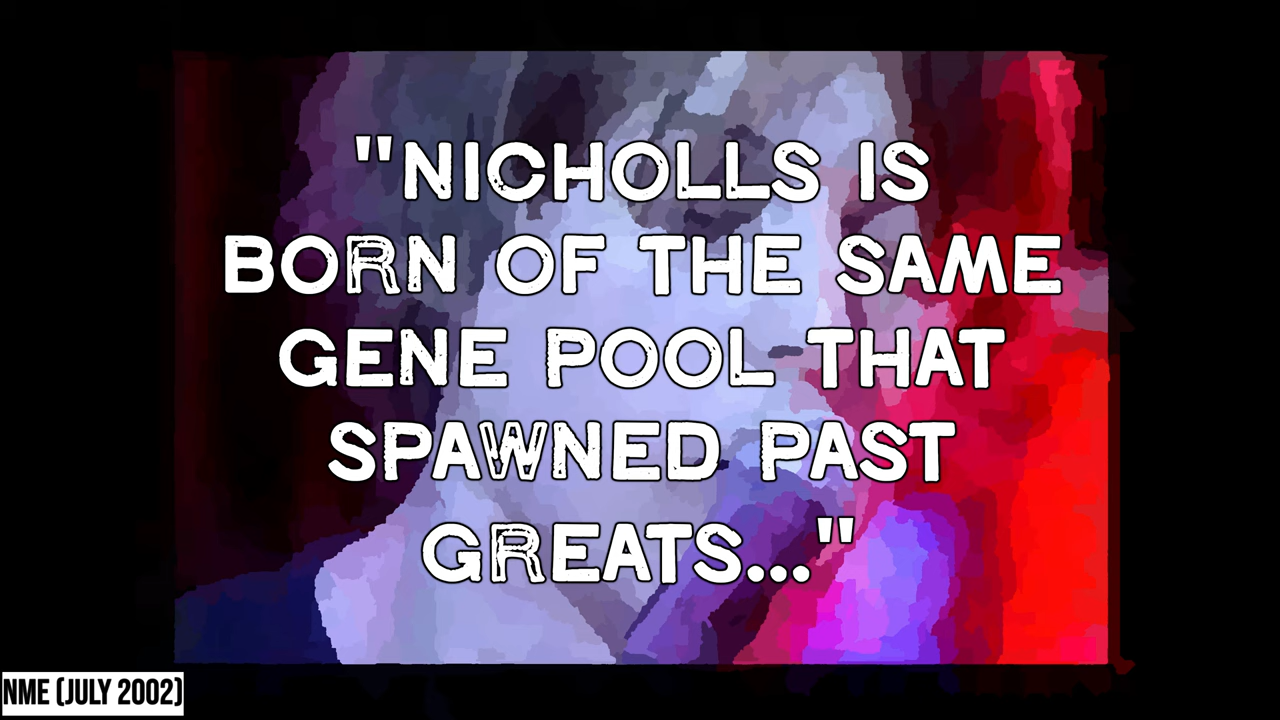 "NICHOLLS IS
BORN OF THE SAME
GENE POOL THAT
SPAWNED PAST
GREATS..."
NME (JULY 2002)